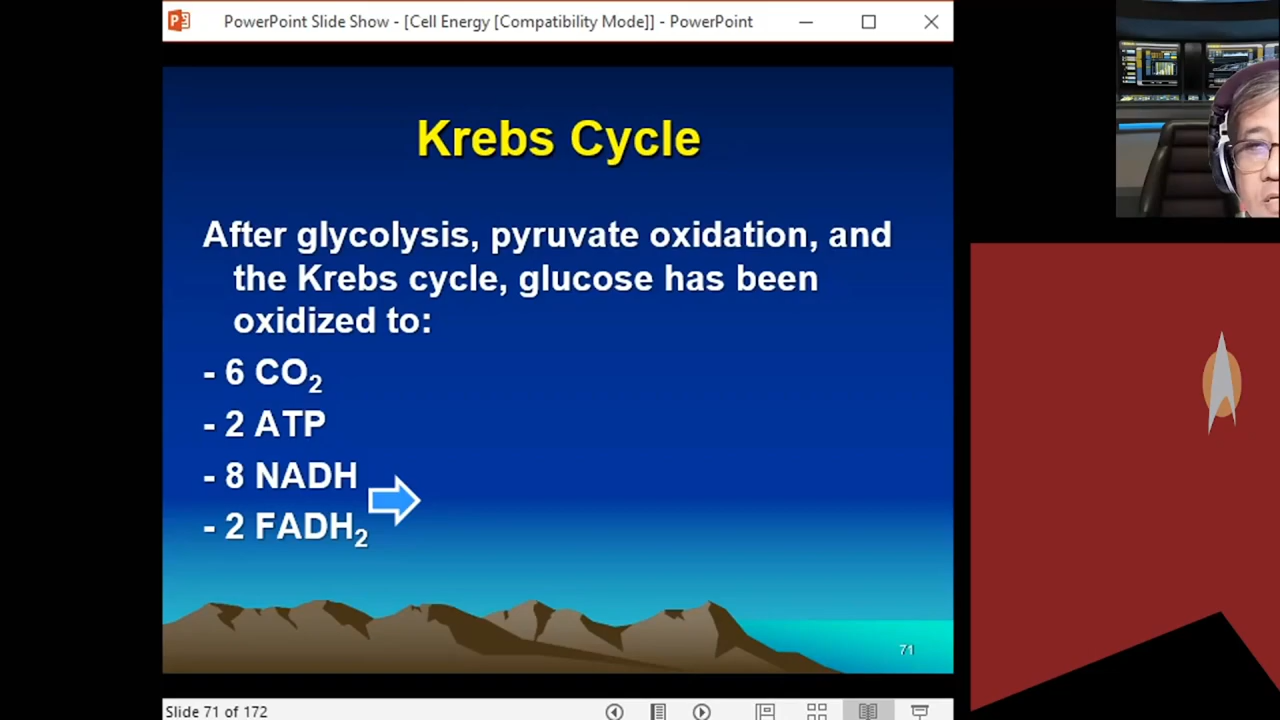 PowerPoint Slide Show - [Cell Energy [Compatibility Mode]] - PowerPoint
Krebs Cycle
After glycolysis, pyruvate oxidation, and
the Krebs cycle, glucose has been
oxidized to:
- 6 CO₂
- 2 ATP
- 8 NADH
- 2 FADH₂
71
Slide 71 of 172